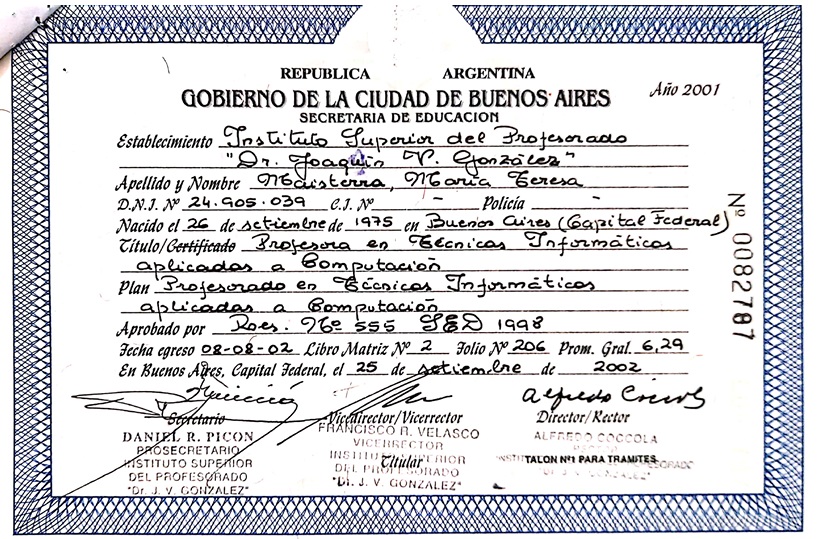 REPUBLICA ARGENTINA
GOBIERNO DE LA CIUDAD DE BUENOS AIRES
Año 2001
SECRETARIA DE EDUCACION
Establecimiento Instituto Superior del Profesorado
"Dr. Joaquín V. González"
Apellido y Nombre Maisterra, María Teresa
D.N.I. Nº 24.905.039 C.I. Nº - Policía -
Nacido el 26 de setiembre de 1975 en Buenos Aires (Capital Federal)
Título/Certificado Profesora en Técnicas Informáticas
aplicadas a Computación
Plan Profesorado en Técnicas Informáticas
aplicadas a Computación
Aprobado por Roes. Nº 555 SED 1998
Fecha egreso 08-08-02 Libro Matriz Nº 2 Folio Nº 206 Prom. Gral. 6,29
En Buenos Aires, Capital Federal, el 25 de setiembre de 2002
Nº 0082787
Secretario Vicedirector/Vicerrector Director/Rector
DANIEL R. PICON
PROSECRETARIO
INSTITUTO SUPERIOR
DEL PROFESORADO
"Dr. J. V. GONZALEZ"
FRANCISCO R. VELASCO
VICERRECTOR
INSTITUTO SUPERIOR
Titular
DEL PROFESORADO
"DR. J. V. GONZALEZ"
Alfredo Coccola
ALFREDO COCCOLA
TALON Nº1 PARA TRAMITES